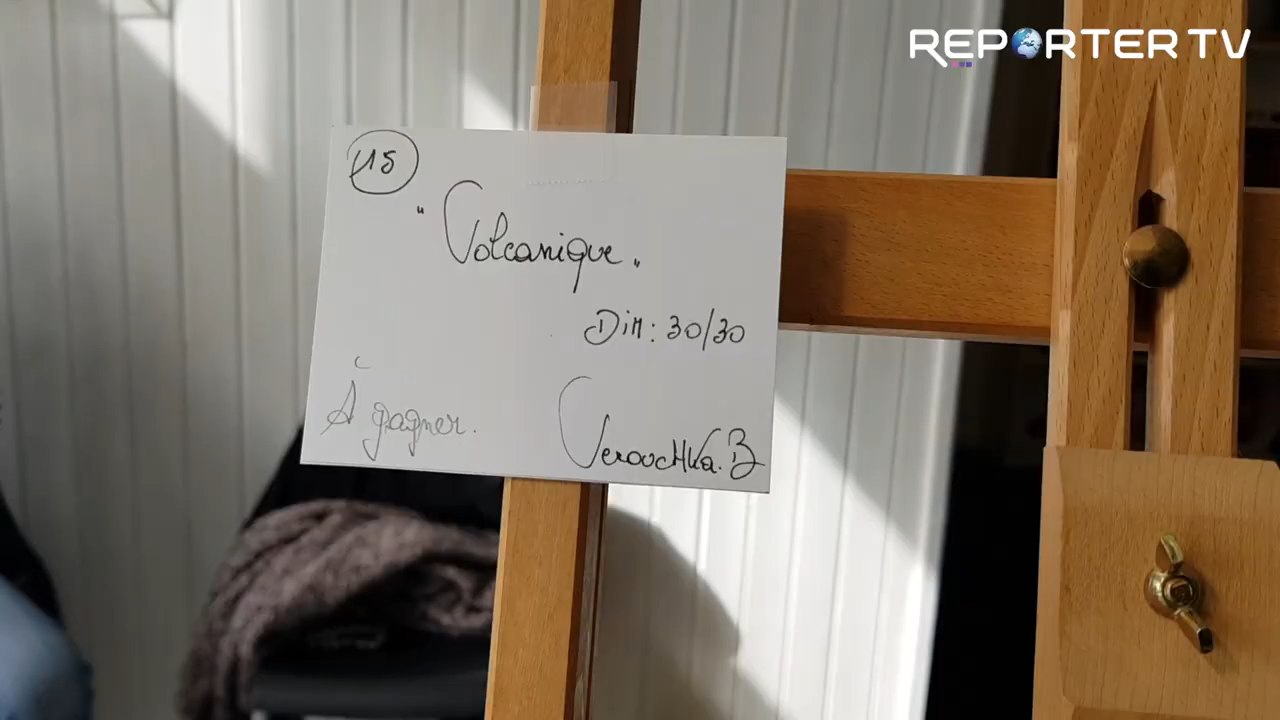 REPORTER TV
15
"Volcanique"
Dim: 30/30
À gagner.
Verouchka.B